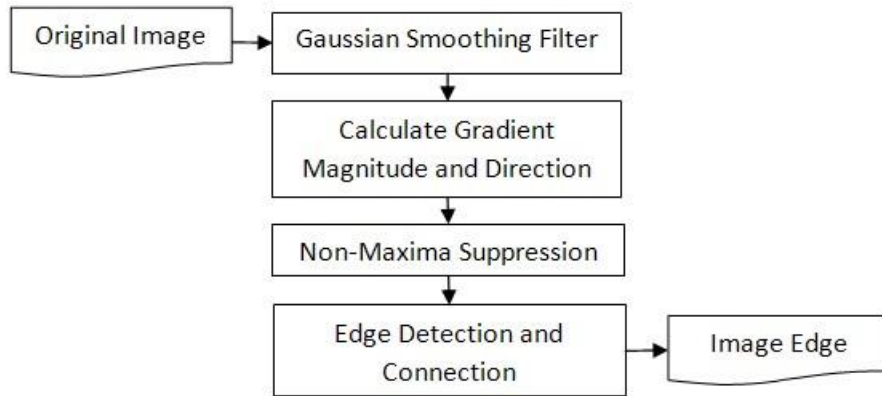 Original Image
Gaussian Smoothing Filter
Calculate Gradient
Magnitude and Direction
Non-Maxima Suppression
Edge Detection and
Connection
Image Edge